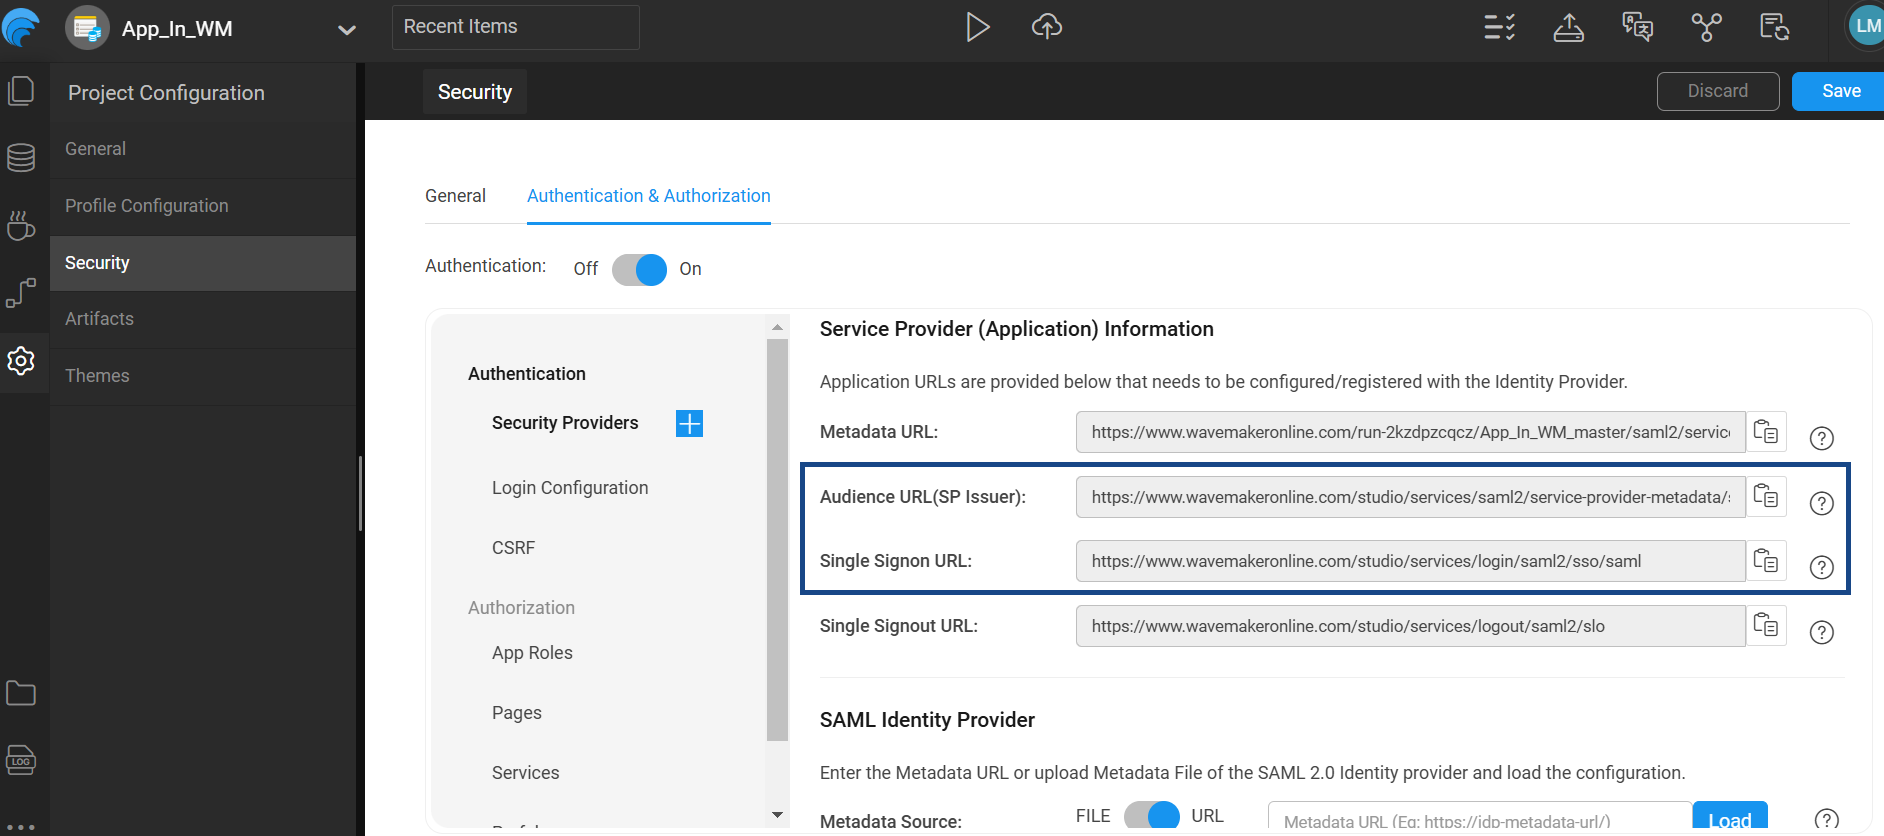 App_In_WM
Recent Items
LM
Project Configuration
Security
Discard
Save
General
Profile Configuration
Security
Artifacts
Themes
LOG
General
Authentication & Authorization
Authentication:
Off
On
Authentication
Security Providers
Login Configuration
CSRF
Authorization
App Roles
Pages
Services
Service Provider (Application) Information
Application URLs are provided below that needs to be configured/registered with the Identity Provider.
Metadata URL:
https://www.wavemakeronline.com/run-2kzdpzcqcz/App_In_WM_master/saml2/servic
Audience URL(SP Issuer):
https://www.wavemakeronline.com/studio/services/saml2/service-provider-metadata/
Single Signon URL:
https://www.wavemakeronline.com/studio/services/login/saml2/sso/saml
Single Signout URL:
https://www.wavemakeronline.com/studio/services/logout/saml2/slo
SAML Identity Provider
Enter the Metadata URL or upload Metadata File of the SAML 2.0 Identity provider and load the configuration.
Metadata Source:
FILE
URL
Metadata URL (Eg: https://idp-metadata-url/)
Load